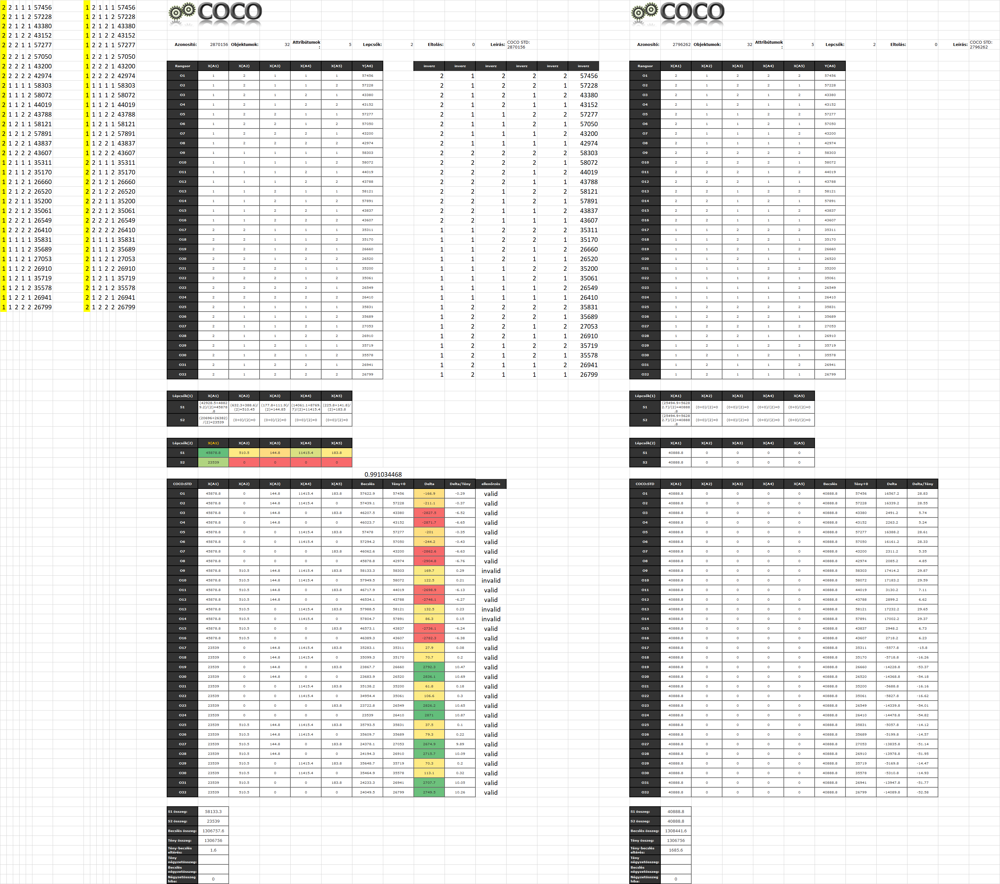 2 2 1 1 1 57456 1 2 1 1 1 57456
2 2 1 1 2 57228 1 2 1 1 2 57228
2 2 1 2 1 43380 1 2 1 2 1 43380
2 2 1 2 2 43152 1 2 1 2 2 43152
2 2 2 1 1 57277 1 2 2 1 1 57277
2 2 2 1 2 57050 1 2 2 1 2 57050
2 2 2 2 1 43200 1 2 2 2 1 43200
2 2 2 2 2 42974 1 2 2 2 2 42974
2 1 1 1 1 58303 1 1 1 1 1 58303
2 1 1 1 2 58072 1 1 1 1 2 58072
2 1 1 2 1 44019 1 1 1 2 1 44019
2 1 1 2 2 43788 1 1 1 2 2 43788
2 1 2 1 1 58121 1 1 2 1 1 58121
2 1 2 1 2 57891 1 1 2 1 2 57891
2 1 2 2 1 43837 1 1 2 2 1 43837
2 1 2 2 2 43607 1 1 2 2 2 43607
1 2 1 1 1 35311 2 2 1 1 1 35311
1 2 1 1 2 35170 2 2 1 1 2 35170
1 2 1 2 1 26660 2 2 1 2 1 26660
1 2 1 2 2 26520 2 2 1 2 2 26520
1 2 2 1 1 35200 2 2 2 1 1 35200
1 2 2 1 2 35061 2 2 2 1 2 35061
1 2 2 2 1 26549 2 2 2 2 1 26549
1 2 2 2 2 26410 2 2 2 2 2 26410
1 1 1 1 1 35831 2 1 1 1 1 35831
1 1 1 1 2 35689 2 1 1 1 2 35689
1 1 1 2 1 27053 2 1 1 2 1 27053
1 1 1 2 2 26910 2 1 1 2 2 26910
1 1 2 1 1 35719 2 1 2 1 1 35719
1 1 2 1 2 35578 2 1 2 1 2 35578
1 1 2 2 1 26941 2 1 2 2 1 26941
1 1 2 2 2 26799 2 1 2 2 2 26799
COCO
Azonosító: 2870156 Objektumok: 32 Attribútumok: 5 Lepcsők: 2 Eltolás: 0 Leírás: COCO STD: 2870156
Rangsor X(A1) X(A2) X(A3) X(A4) X(A5) Y(A6) inverz inverz inverz inverz inverz inverz
O1 1 2 1 1 1 57456 2 1 2 2 2 57456
O2 1 2 1 1 2 57228 2 1 2 2 1 57228
O3 1 2 1 2 1 43380 2 1 2 1 2 43380
O4 1 2 1 2 2 43152 2 1 2 1 1 43152
O5 1 2 2 1 1 57277 2 1 1 2 2 57277
O6 1 2 2 1 2 57050 2 1 1 2 1 57050
O7 1 2 2 2 1 43200 2 1 1 1 2 43200
O8 1 2 2 2 2 42974 2 1 1 1 1 42974
O9 1 1 1 1 1 58303 2 2 2 2 2 58303
O10 1 1 1 1 2 58072 2 2 2 2 1 58072
O11 1 1 1 2 1 44019 2 2 2 1 2 44019
O12 1 1 1 2 2 43788 2 2 2 1 1 43788
O13 1 1 2 1 1 58121 2 2 1 2 2 58121
O14 1 1 2 1 2 57891 2 2 1 2 1 57891
O15 1 1 2 2 1 43837 2 2 1 1 2 43837
O16 1 1 2 2 2 43607 2 2 1 1 1 43607
O17 2 2 1 1 1 35311 1 1 2 2 2 35311
O18 2 2 1 1 2 35170 1 1 2 2 1 35170
O19 2 2 1 2 1 26660 1 1 2 1 2 26660
O20 2 2 1 2 2 26520 1 1 2 1 1 26520
O21 2 2 2 1 1 35200 1 1 1 2 2 35200
O22 2 2 2 1 2 35061 1 1 1 2 1 35061
O23 2 2 2 2 1 26549 1 1 1 1 2 26549
O24 2 2 2 2 2 26410 1 1 1 1 1 26410
O25 2 1 1 1 1 35831 1 2 2 2 2 35831
O26 2 1 1 1 2 35689 1 2 2 2 1 35689
O27 2 1 1 2 1 27053 1 2 2 1 2 27053
O28 2 1 1 2 2 26910 1 2 2 1 1 26910
O29 2 1 2 1 1 35719 1 2 1 2 2 35719
O30 2 1 2 1 2 35578 1 2 1 2 1 35578
O31 2 1 2 2 1 26941 1 2 1 1 2 26941
O32 2 1 2 2 2 26799 1 2 1 1 1 26799
Lépcsők(1) X(A1) X(A2) X(A3) X(A4) X(A5)
S1 (42928.5+48829.2)/(2)=45878.8 (632.3+388.6)/(2)=510.45 (177.8+111.9)/(2)=144.85 (14061.1+8769.7)/(2)=11415.4 (225.8+141.8)/(2)=183.8
S2 (20696+26382)/(2)=23539 (0+0)/(2)=0 (0+0)/(2)=0 (0+0)/(2)=0 (0+0)/(2)=0
Lépcsők(2) X(A1) X(A2) X(A3) X(A4) X(A5)
S1 45878.8 510.5 144.8 11415.4 183.8
S2 23539 0 0 0 0
0.991034468
COCO:STD X(A1) X(A2) X(A3) X(A4) X(A5) Becslés Tény+0 Delta Delta/Tény ellenőrzés
O1 45878.8 0 144.8 11415.4 183.8 57622.9 57456 -166.9 -0.29 valid
O2 45878.8 0 144.8 11415.4 0 57439.1 57228 -211.1 -0.37 valid
O3 45878.8 0 144.8 0 183.8 46207.5 43380 -2827.5 -6.52 valid
O4 45878.8 0 144.8 0 0 46023.7 43152 -2871.7 -6.65 valid
O5 45878.8 0 0 11415.4 183.8 57478 57277 -201 -0.35 valid
O6 45878.8 0 0 11415.4 0 57294.2 57050 -244.2 -0.43 valid
O7 45878.8 0 0 0 183.8 46062.6 43200 -2862.6 -6.63 valid
O8 45878.8 0 0 0 0 45878.8 42974 -2904.8 -6.76 valid
O9 45878.8 510.5 144.8 11415.4 183.8 58133.3 58303 169.7 0.29 invalid
O10 45878.8 510.5 144.8 11415.4 0 57949.5 58072 122.5 0.21 invalid
O11 45878.8 510.5 144.8 0 183.8 46717.9 44019 -2698.9 -6.13 valid
O12 45878.8 510.5 144.8 0 0 46534.1 43788 -2746.1 -6.27 valid
O13 45878.8 510.5 0 11415.4 183.8 57988.5 58121 132.5 0.23 invalid
O14 45878.8 510.5 0 11415.4 0 57804.7 57891 86.3 0.15 invalid
O15 45878.8 510.5 0 0 183.8 46573.1 43837 -2736.1 -6.24 valid
O16 45878.8 510.5 0 0 0 46389.3 43607 -2782.3 -6.38 valid
O17 23539 0 144.8 11415.4 183.8 35283.1 35311 27.9 0.08 valid
O18 23539 0 144.8 11415.4 0 35099.3 35170 70.7 0.2 valid
O19 23539 0 144.8 0 183.8 23867.7 26660 2792.3 10.47 valid
O20 23539 0 144.8 0 0 23683.9 26520 2836.1 10.69 valid
O21 23539 0 0 11415.4 183.8 35138.2 35200 61.8 0.18 valid
O22 23539 0 0 11415.4 0 34954.4 35061 106.6 0.3 valid
O23 23539 0 0 0 183.8 23722.8 26549 2826.2 10.65 valid
O24 23539 0 0 0 0 23539 26410 2871 10.87 valid
O25 23539 510.5 144.8 11415.4 183.8 35793.5 35831 37.5 0.1 valid
O26 23539 510.5 144.8 11415.4 0 35609.7 35689 79.3 0.22 valid
O27 23539 510.5 144.8 0 183.8 24378.1 27053 2674.9 9.89 valid
O28 23539 510.5 144.8 0 0 24194.3 26910 2715.7 10.09 valid
O29 23539 510.5 0 11415.4 183.8 35648.7 35719 70.3 0.2 valid
O30 23539 510.5 0 11415.4 0 35464.9 35578 113.1 0.32 valid
O31 23539 510.5 0 0 183.8 24233.3 26941 2707.7 10.05 valid
O32 23539 510.5 0 0 0 24049.5 26799 2749.5 10.26 valid
S1 összeg: 58133.3
S2 összeg: 23539
Becslés összeg: 1306757.6
Tény összeg: 1306756
Tény-becslés eltérés: 1.6
Tény négyzetösszeg:
Becslés négyzetösszeg:
Négyzetösszeg hiba: 0
COCO
Azonosító: 2796262 Objektumok: 32 Attribútumok: 5 Lepcsők: 2 Eltolás: 0 Leírás: COCO STD: 2796262
Rangsor X(A1) X(A2) X(A3) X(A4) X(A5) Y(A6)
O1 2 1 2 2 2 57456
O2 2 1 2 2 1 57228
O3 2 1 2 1 2 43380
O4 2 1 2 1 1 43152
O5 2 1 1 2 2 57277
O6 2 1 1 2 1 57050
O7 2 1 1 1 2 43200
O8 2 1 1 1 1 42974
O9 2 2 2 2 2 58303
O10 2 2 2 2 1 58072
O11 2 2 2 1 2 44019
O12 2 2 2 1 1 43788
O13 2 2 1 2 2 58121
O14 2 2 1 2 1 57891
O15 2 2 1 1 2 43837
O16 2 2 1 1 1 43607
O17 1 1 2 2 2 35311
O18 1 1 2 2 1 35170
O19 1 1 2 1 2 26660
O20 1 1 2 1 1 26520
O21 1 1 1 2 2 35200
O22 1 1 1 2 1 35061
O23 1 1 1 1 2 26549
O24 1 1 1 1 1 26410
O25 1 2 2 2 2 35831
O26 1 2 2 2 1 35689
O27 1 2 2 1 2 27053
O28 1 2 2 1 1 26910
O29 1 2 1 2 2 35719
O30 1 2 1 2 1 35578
O31 1 2 1 1 2 26941
O32 1 2 1 1 1 26799
Lépcsők(1) X(A1) X(A2) X(A3) X(A4) X(A5)
S1 (25494.9+56282.7)/(2)=40888.8 (0+0)/(2)=0 (0+0)/(2)=0 (0+0)/(2)=0 (0+0)/(2)=0
S2 (25494.9+56282.7)/(2)=40888.8 (0+0)/(2)=0 (0+0)/(2)=0 (0+0)/(2)=0 (0+0)/(2)=0
Lépcsők(2) X(A1) X(A2) X(A3) X(A4) X(A5)
S1 40888.8 0 0 0 0
S2 40888.8 0 0 0 0
COCO:STD X(A1) X(A2) X(A3) X(A4) X(A5) Becslés Tény+0 Delta Delta/Tény
O1 40888.8 0 0 0 0 40888.8 57456 16567.2 28.83
O2 40888.8 0 0 0 0 40888.8 57228 16339.2 28.55
O3 40888.8 0 0 0 0 40888.8 43380 2491.2 5.74
O4 40888.8 0 0 0 0 40888.8 43152 2263.2 5.24
O5 40888.8 0 0 0 0 40888.8 57277 16388.2 28.61
O6 40888.8 0 0 0 0 40888.8 57050 16161.2 28.33
O7 40888.8 0 0 0 0 40888.8 43200 2311.2 5.35
O8 40888.8 0 0 0 0 40888.8 42974 2085.2 4.85
O9 40888.8 0 0 0 0 40888.8 58303 17414.2 29.87
O10 40888.8 0 0 0 0 40888.8 58072 17183.2 29.59
O11 40888.8 0 0 0 0 40888.8 44019 3130.2 7.11
O12 40888.8 0 0 0 0 40888.8 43788 2899.2 6.62
O13 40888.8 0 0 0 0 40888.8 58121 17232.2 29.65
O14 40888.8 0 0 0 0 40888.8 57891 17002.2 29.37
O15 40888.8 0 0 0 0 40888.8 43837 2948.2 6.73
O16 40888.8 0 0 0 0 40888.8 43607 2718.2 6.23
O17 40888.8 0 0 0 0 40888.8 35311 -5577.8 -15.8
O18 40888.8 0 0 0 0 40888.8 35170 -5718.8 -16.26
O19 40888.8 0 0 0 0 40888.8 26660 -14228.8 -53.37
O20 40888.8 0 0 0 0 40888.8 26520 -14368.8 -54.18
O21 40888.8 0 0 0 0 40888.8 35200 -5688.8 -16.16
O22 40888.8 0 0 0 0 40888.8 35061 -5827.8 -16.62
O23 40888.8 0 0 0 0 40888.8 26549 -14339.8 -54.01
O24 40888.8 0 0 0 0 40888.8 26410 -14478.8 -54.82
O25 40888.8 0 0 0 0 40888.8 35831 -5057.8 -14.12
O26 40888.8 0 0 0 0 40888.8 35689 -5199.8 -14.57
O27 40888.8 0 0 0 0 40888.8 27053 -13835.8 -51.14
O28 40888.8 0 0 0 0 40888.8 26910 -13978.8 -51.95
O29 40888.8 0 0 0 0 40888.8 35719 -5169.8 -14.47
O30 40888.8 0 0 0 0 40888.8 35578 -5310.8 -14.93
O31 40888.8 0 0 0 0 40888.8 26941 -13947.8 -51.77
O32 40888.8 0 0 0 0 40888.8 26799 -14089.8 -52.58
S1 összeg: 40888.8
S2 összeg: 40888.8
Becslés összeg: 1308441.6
Tény összeg: 1306756
Tény-becslés eltérés: 1685.6
Tény négyzetösszeg:
Becslés négyzetösszeg:
Négyzetösszeg hiba: 0